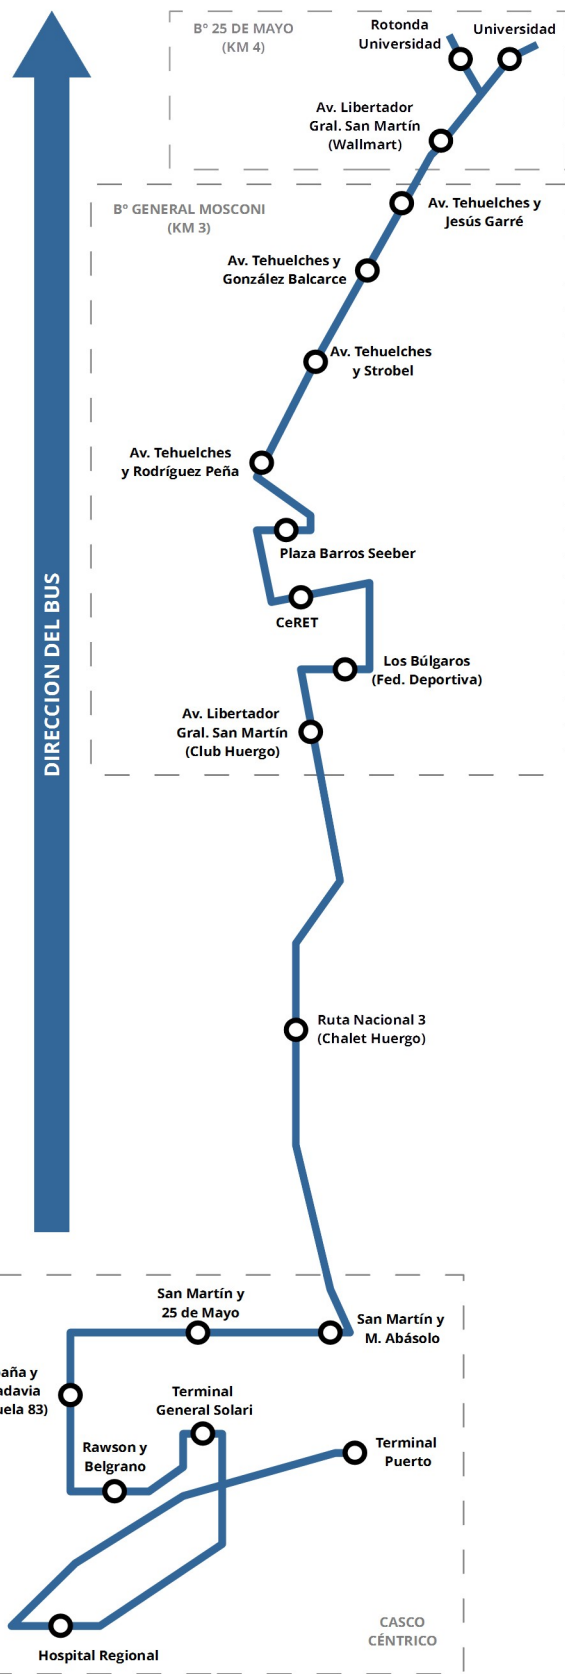 Bº 25 DE MAYO
(KM 4)
Rotonda
Universidad
Universidad
Av. Libertador
Gral. San Martín
(Wallmart)
Bº GENERAL MOSCONI
(KM 3)
Av. Tehuelches y
Jesús Garré
Av. Tehuelches y
González Balcarce
Av. Tehuelches
y Strobel
Av. Tehuelches
y Rodríguez Peña
Plaza Barros Seeber
CeRET
Los Búlgaros
(Fed. Deportiva)
Av. Libertador
Gral. San Martín
(Club Huergo)
DIRECCION DEL BUS
Ruta Nacional 3
(Chalet Huergo)
San Martín y
25 de Mayo
San Martín y
M. Abásolo
y
83)
Terminal
General Solari
Rawson y
Belgrano
Terminal
Puerto
CASCO
CÉNTRICO
Hospital Regional